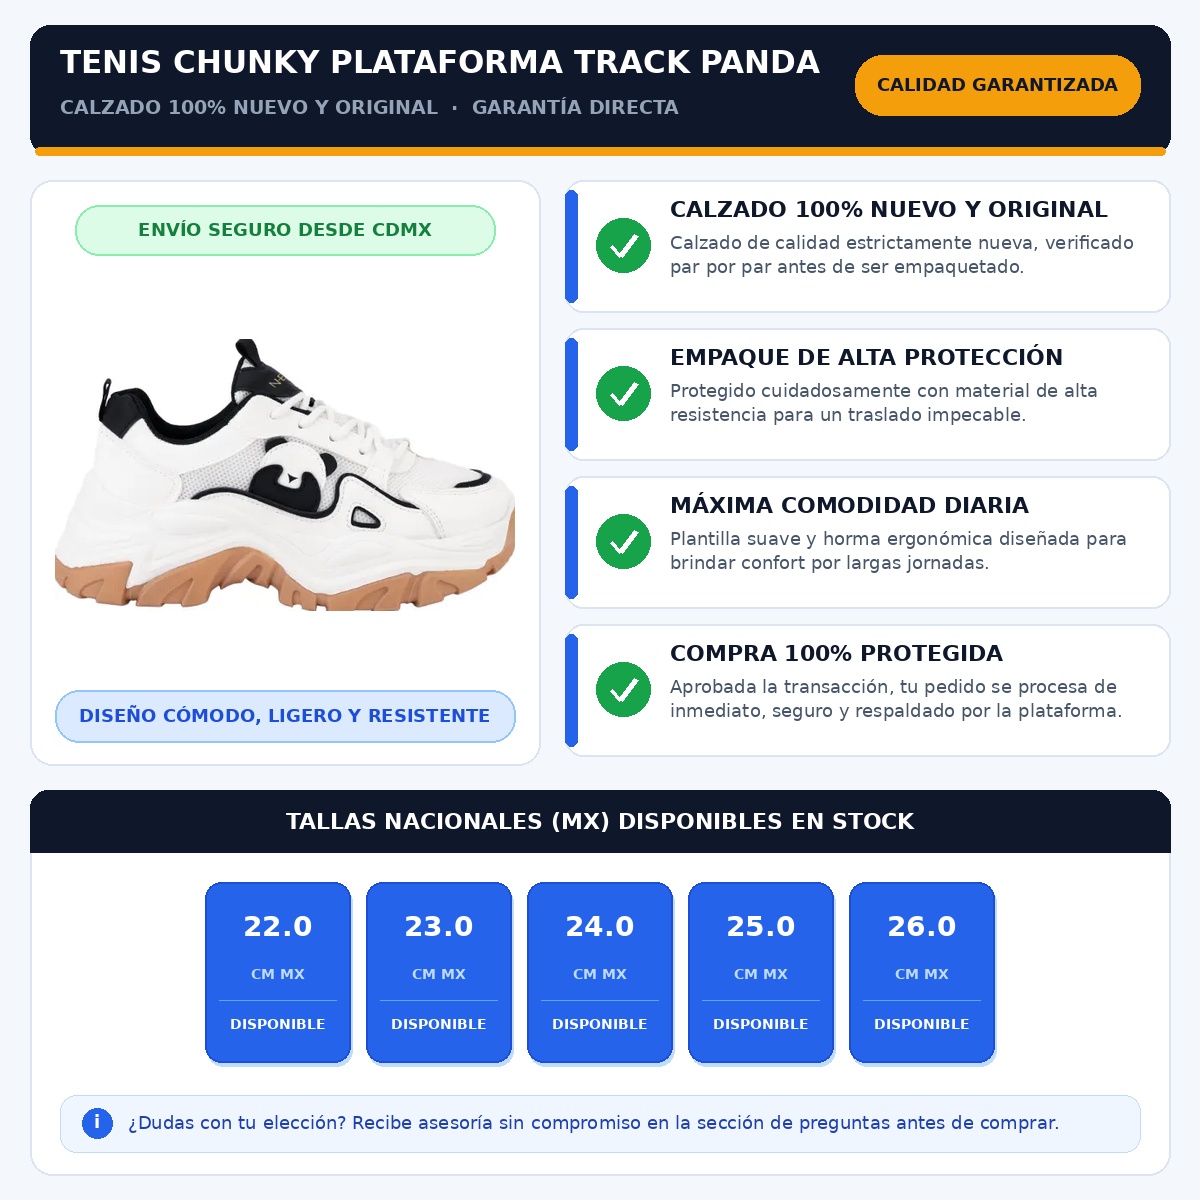 TENIS CHUNKY PLATAFORMA TRACK PANDA
CALZADO 100% NUEVO Y ORIGINAL · GARANTÍA DIRECTA
CALIDAD GARANTIZADA
ENVÍO SEGURO DESDE CDMX
DISEÑO CÓMODO, LIGERO Y RESISTENTE
CALZADO 100% NUEVO Y ORIGINAL
Calzado de calidad estrictamente nueva, verificado
par por par antes de ser empaquetado.
EMPAQUE DE ALTA PROTECCIÓN
Protegido cuidadosamente con material de alta
resistencia para un traslado impecable.
MÁXIMA COMODIDAD DIARIA
Plantilla suave y horma ergonómica diseñada para
brindar confort por largas jornadas.
COMPRA 100% PROTEGIDA
Aprobada la transacción, tu pedido se procesa de
inmediato, seguro y respaldado por la plataforma.
TALLAS NACIONALES (MX) DISPONIBLES EN STOCK
22.0 23.0 24.0 25.0 26.0
CM MX CM MX CM MX CM MX CM MX
DISPONIBLE DISPONIBLE DISPONIBLE DISPONIBLE DISPONIBLE
i ¿Dudas con tu elección? Recibe asesoría sin compromiso en la sección de preguntas antes de comprar.